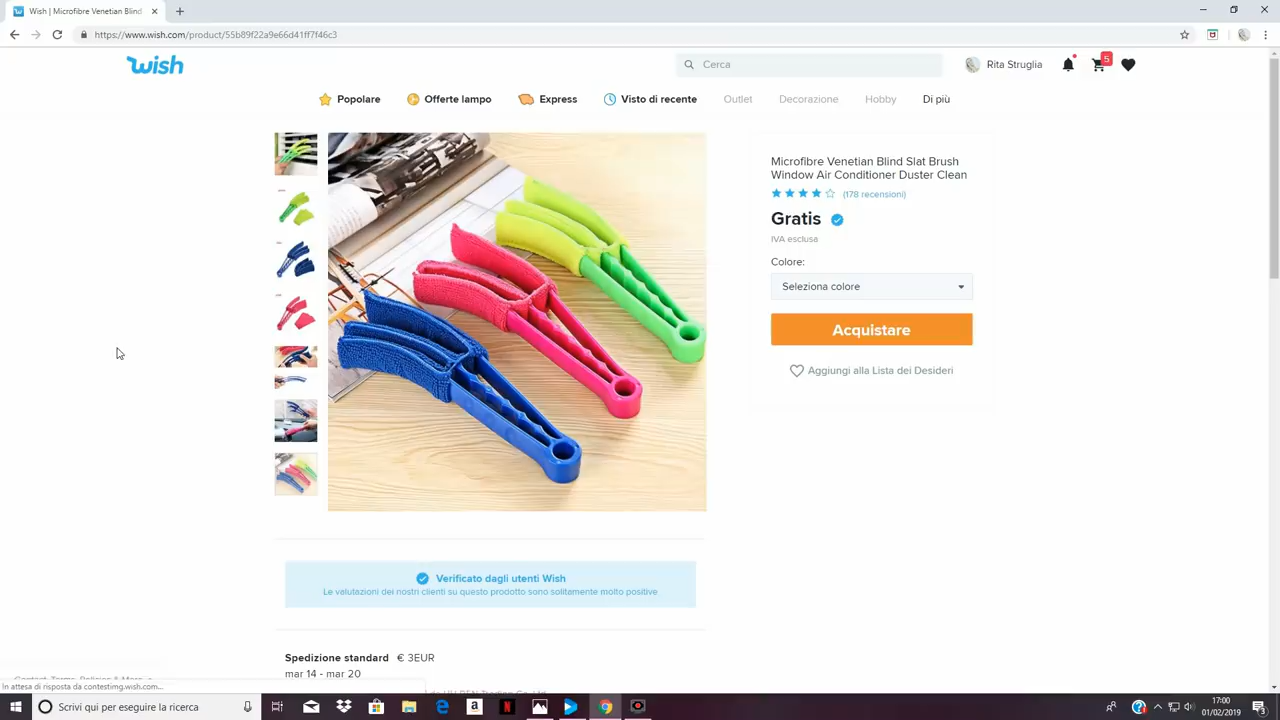 Wish | Microfibre Venetian Blind
https://www.wish.com/product/55b89f22a9e66d41ff7f46c3
wish
Cerca
Rita Struglia
5
Popolare
Offerte lampo
Express
Visto di recente
Outlet
Decorazione
Hobby
Di più
Microfibre Venetian Blind Slat Brush
Window Air Conditioner Duster Clean
(178 recensioni)
Gratis
IVA esclusa
Colore:
Seleziona colore
Acquistare
Aggiungi alla Lista dei Desideri
Verificato dagli utenti Wish
Le valutazioni dei nostri clienti su questo prodotto sono solitamente molto positive
Spedizione standard € 3EUR
mar 14 - mar 20
In attesa di risposta da contestimg.wish.com...
Scrivi qui per eseguire la ricerca
17:00
01/02/2019